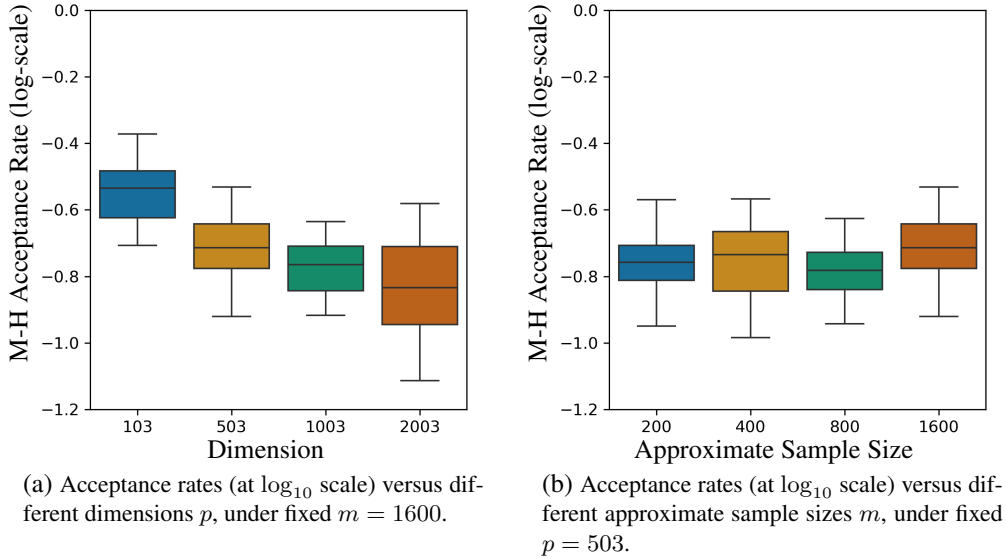 M-H Acceptance Rate (log-scale)
0.0
−0.2
−0.4
−0.6
−0.8
−1.0
−1.2
103 503 1003 2003
Dimension
(a) Acceptance rates (at log₁₀ scale) versus dif-
ferent dimensions p, under fixed m = 1600.
M-H Acceptance Rate (log-scale)
0.0
−0.2
−0.4
−0.6
−0.8
−1.0
−1.2
200 400 800 1600
Approximate Sample Size
(b) Acceptance rates (at log₁₀ scale) versus dif-
ferent approximate sample sizes m, under fixed
p = 503.